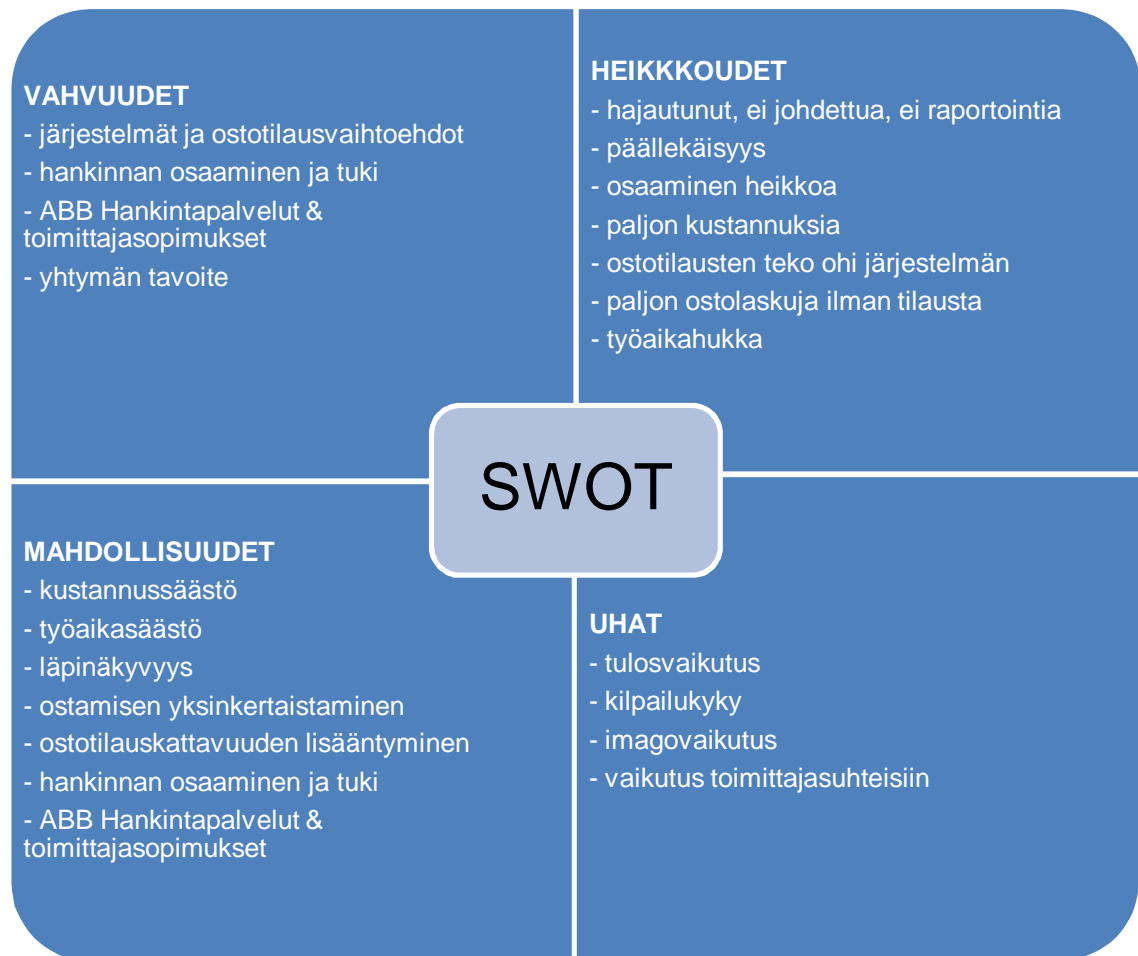 VAHVUUDET
- järjestelmät ja ostotilausvaihtoehdot
- hankinnan osaaminen ja tuki
- ABB Hankintapalvelut &
toimittajasopimukset
- yhtymän tavoite
HEIKKKOUDET
- hajautunut, ei johdettua, ei raportointia
- päällekäisyys
- osaaminen heikkoa
- paljon kustannuksia
- ostotilausten teko ohi järjestelmän
- paljon ostolaskuja ilman tilausta
- työaikahukka
SWOT
MAHDOLLISUUDET
- kustannussäästö
- työaikasäästö
- läpinäkyvyys
- ostamisen yksinkertaistaminen
- ostotilauskattavuuden lisääntyminen
- hankinnan osaaminen ja tuki
- ABB Hankintapalvelut &
toimittajasopimukset
UHAT
- tulosvaikutus
- kilpailukyky
- imagovaikutus
- vaikutus toimittajasuhteisiin